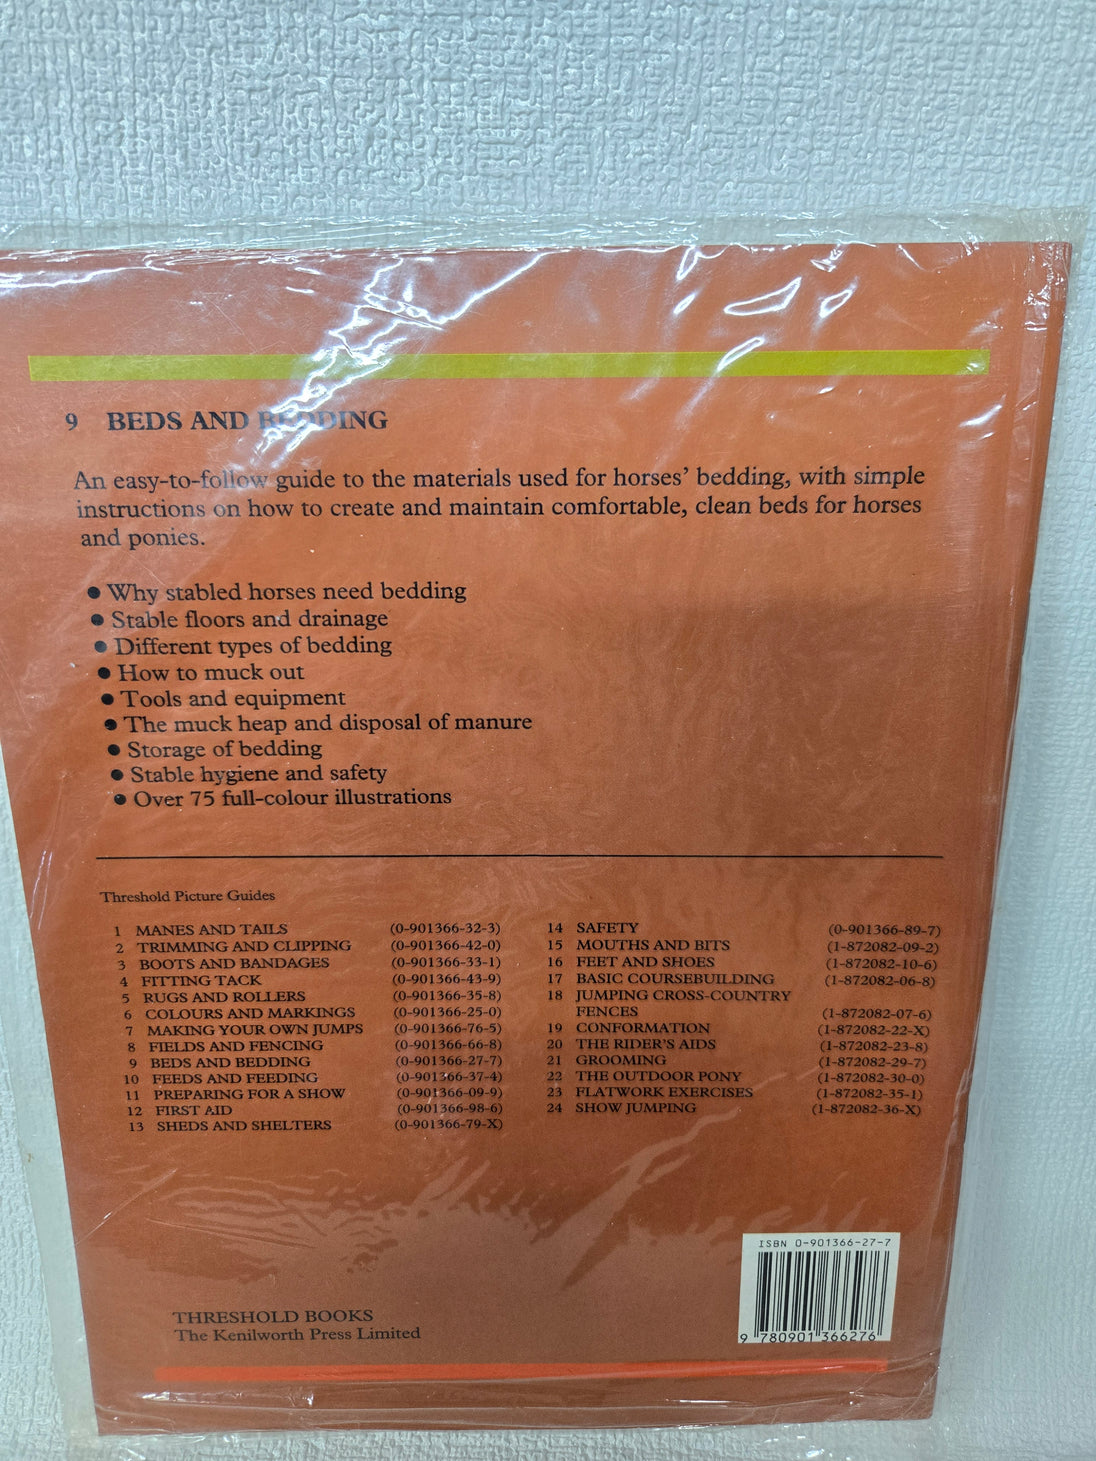 9 BEDS AND BEDDING
An easy-to-follow guide to the materials used for horses' bedding, with simple
instructions on how to create and maintain comfortable, clean beds for horses
and ponies.
● Why stabled horses need bedding
● Stable floors and drainage
● Different types of bedding
● How to muck out
● Tools and equipment
● The muck heap and disposal of manure
● Storage of bedding
● Stable hygiene and safety
● Over 75 full-colour illustrations
Threshold Picture Guides
1 MANES AND TAILS (0-901366-32-3)
2 TRIMMING AND CLIPPING (0-901366-42-0)
3 BOOTS AND BANDAGES (0-901366-33-1)
4 FITTING TACK (0-901366-43-9)
5 RUGS AND ROLLERS (0-901366-35-8)
6 COLOURS AND MARKINGS (0-901366-25-0)
7 MAKING YOUR OWN JUMPS (0-901366-76-5)
8 FIELDS AND FENCING (0-901366-66-8)
9 BEDS AND BEDDING (0-901366-27-7)
10 FEEDS AND FEEDING (0-901366-37-4)
11 PREPARING FOR A SHOW (0-901366-09-9)
12 FIRST AID (0-901366-98-6)
13 SHEDS AND SHELTERS (0-901366-79-X)
14 SAFETY (0-901366-89-7)
15 MOUTHS AND BITS (1-872082-09-2)
16 FEET AND SHOES (1-872082-10-6)
17 BASIC COURSEBUILDING (1-872082-06-8)
18 JUMPING CROSS-COUNTRY
FENCES (1-872082-07-6)
19 CONFORMATION (1-872082-22-X)
20 THE RIDER'S AIDS (1-872082-23-8)
21 GROOMING (1-872082-29-7)
22 THE OUTDOOR PONY (1-872082-30-0)
23 FLATWORK EXERCISES (1-872082-35-1)
24 SHOW JUMPING (1-872082-36-X)
ISBN 0-901366-27-7
9 780901 366276
THRESHOLD BOOKS
The Kenilworth Press Limited